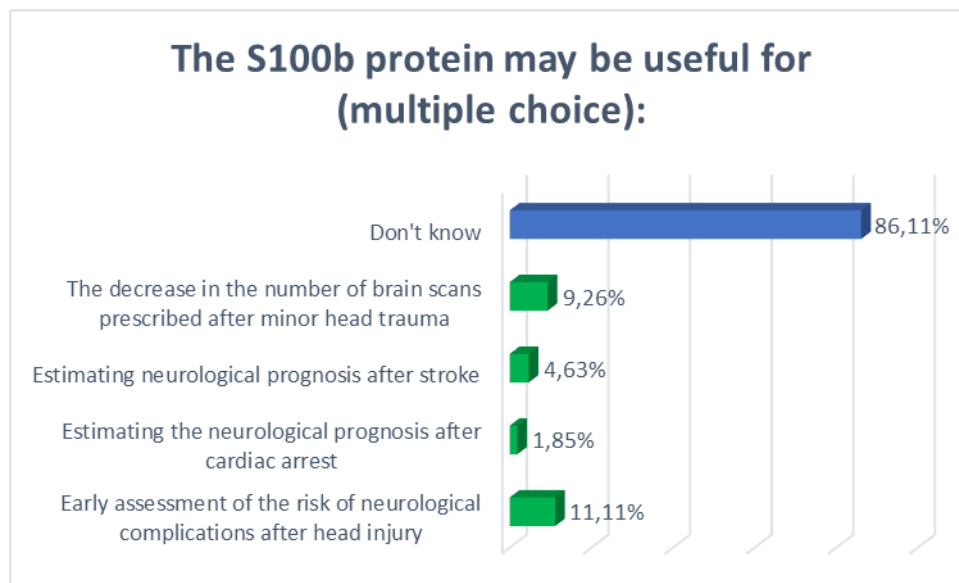 The S100b protein may be useful for
(multiple choice):
Don't know
86,11%
The decrease in the number of brain scans
prescribed after minor head trauma
9,26%
Estimating neurological prognosis after stroke
4,63%
Estimating the neurological prognosis after
cardiac arrest
1,85%
Early assessment of the risk of neurological
complications after head injury
11,11%